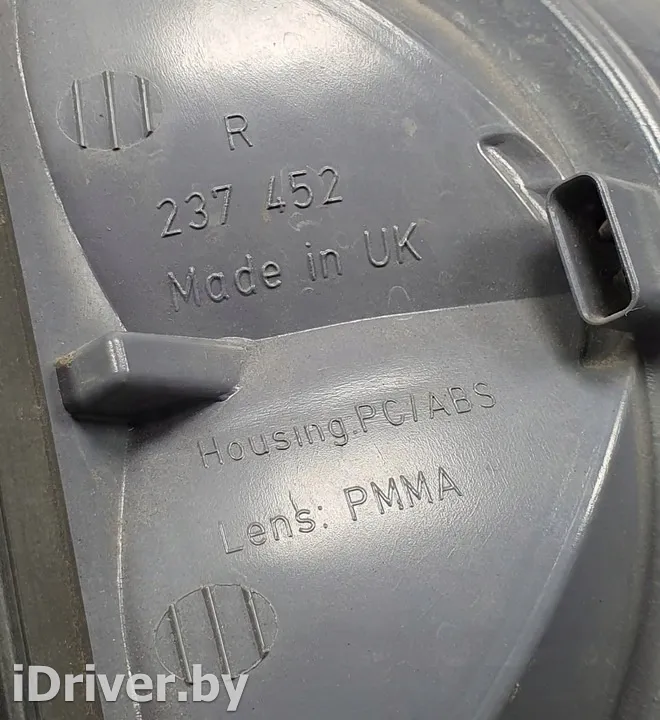 R
237 452
Made in UK
Housing:PC/ABS
Lens: PMMA
iDriver.by